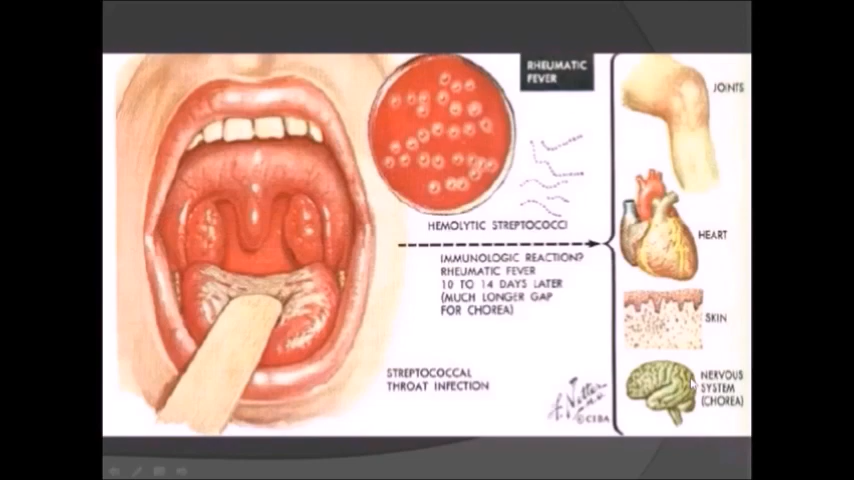 RHEUMATIC
FEVER
JOINTS
HEMOLYTIC STREPTOCOCCI
HEART
IMMUNOLOGIC REACTION?
RHEUMATIC FEVER
10 TO 14 DAYS LATER
(MUCH LONGER GAP
FOR CHOREA)
SKIN
STREPTOCOCCAL
THROAT INFECTION
NERVOUS
SYSTEM
(CHOREA)
F. Netter
M.D.
© CIBA